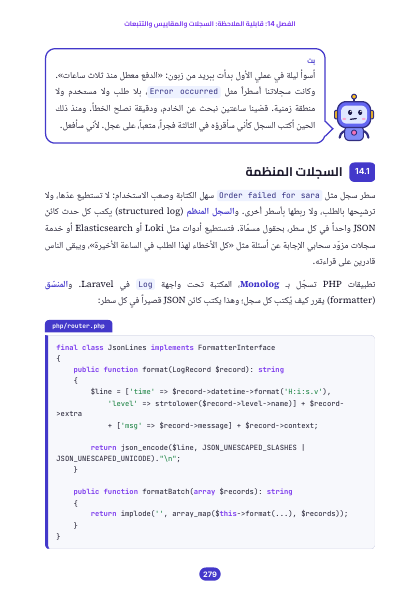 الفصل 14: قابلية الملاحظة: السجلات والمقاييس والتتبعات
بت
أسوأ ليلة في عملي الأول بدأت ببريد من زبون: «الدفع معطل منذ ثلاث ساعات».
وكانت سجلاتنا أسطراً مثل Error occurred، بلا طلب ولا مستخدم ولا
منطقة زمنية. قضينا ساعتين نبحث عن الخادم، ودقيقة نصلح الخطأ. ومنذ ذلك
الحين أكتب السجل كأني سأقرؤه في الثالثة فجراً، متعباً، على عجل. لأني سأفعل.
14.1 السجلات المنظمة
سطر سجل مثل Order failed for sara سهل الكتابة وصعب الاستخدام: لا تستطيع عدّها، ولا
ترشيحها بالطلب، ولا ربطها بأسطر أخرى. والسجل المنظم (structured log) يكتب كل حدث كائن
JSON واحداً في كل سطر، بحقول مسمّاة. فتستطيع أدوات مثل Loki أو Elasticsearch أو خدمة
سجلات مزوّد سحابي الإجابة عن أسئلة مثل «كل الأخطاء لهذا الطلب في الساعة الأخيرة»، ويبقى الناس
قادرين على قراءته.
تطبيقات PHP تسجّل بـ Monolog، المكتبة تحت واجهة Log في Laravel. والمنسّق
(formatter) يقرر كيف يُكتب كل سجل؛ وهذا يكتب كائن JSON قصيراً في كل سطر:
php/router.php
final class JsonLines implements FormatterInterface
{
    public function format(LogRecord $record): string
    {
        $line = ['time' => $record->datetime->format('H:i:s.v'),
            'level' => strtolower($record->level->name)] + $record-
>extra
            + ['msg' => $record->message] + $record->context;
        return json_encode($line, JSON_UNESCAPED_SLASHES |
JSON_UNESCAPED_UNICODE)."\n";
    }
    public function formatBatch(array $records): string
    {
        return implode('', array_map($this->format(...), $records));
    }
}
279